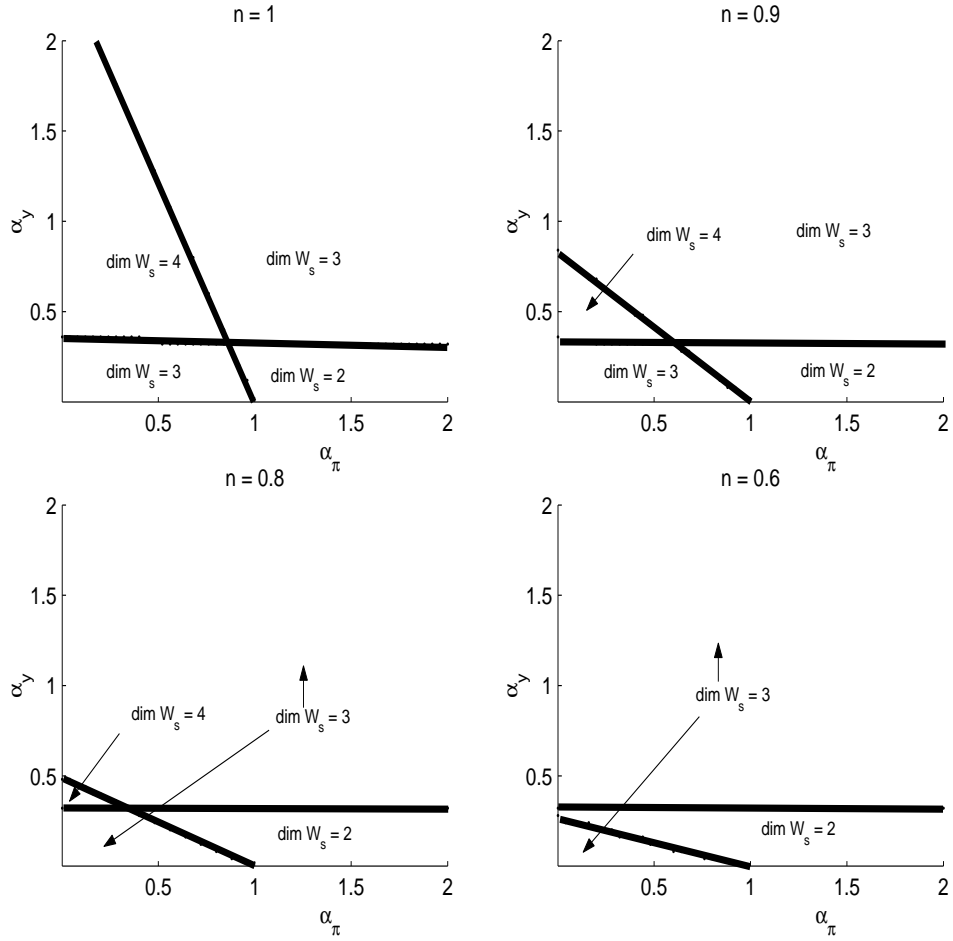 n = 1
2
1.5
1
0.5
α_y
dim W_s = 4
dim W_s = 3
dim W_s = 3
dim W_s = 2
0.5
1
1.5
2
α_π
n = 0.9
2
1.5
1
0.5
α_y
dim W_s = 4
dim W_s = 3
dim W_s = 3
dim W_s = 2
0.5
1
1.5
2
α_π
n = 0.8
2
1.5
1
0.5
α_y
dim W_s = 4
dim W_s = 3
dim W_s = 2
0.5
1
1.5
2
α_π
n = 0.6
2
1.5
1
0.5
α_y
dim W_s = 3
dim W_s = 2
0.5
1
1.5
2
α_π